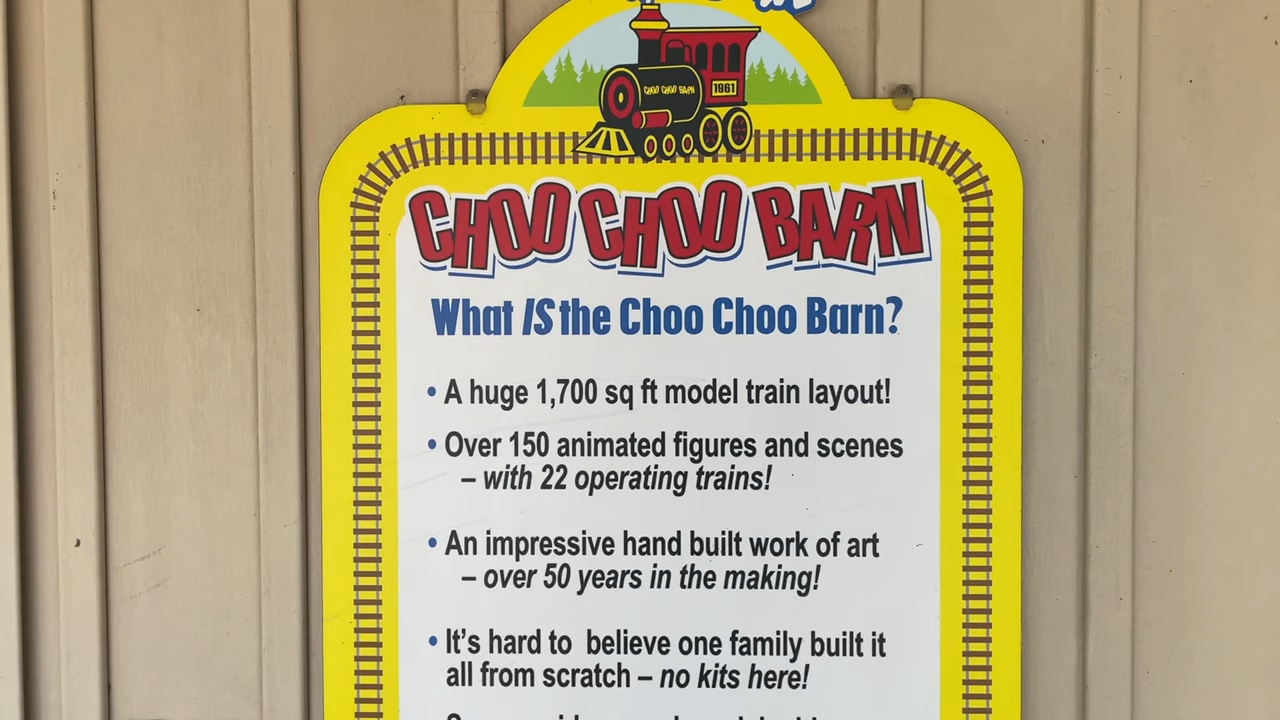 CHOO CHOO BARN
1961
CHOO CHOO BARN
What IS the Choo Choo Barn?
• A huge 1,700 sq ft model train layout!
• Over 150 animated figures and scenes
– with 22 operating trains!
• An impressive hand built work of art
– over 50 years in the making!
• It's hard to believe one family built it
all from scratch – no kits here!